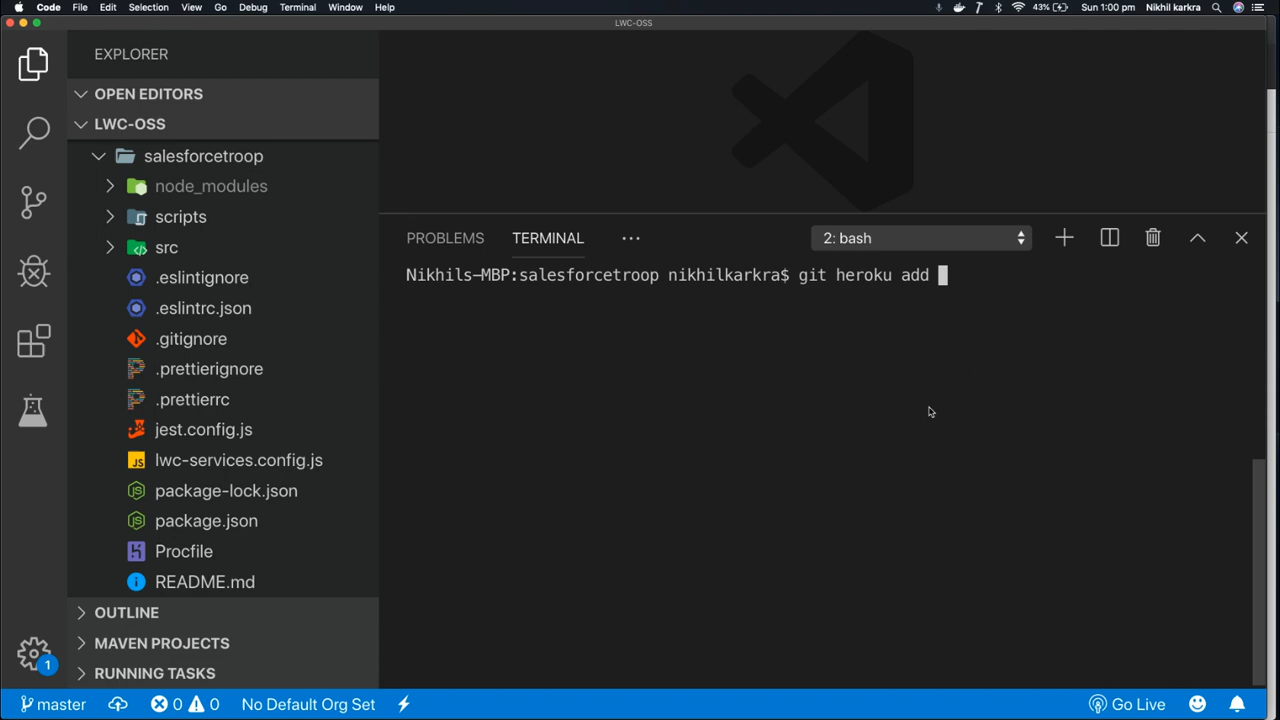 Code File Edit Selection View Go Debug Terminal Window Help 43% Sun 1:00 pm Nikhil karkra
LWC-OSS
EXPLORER
OPEN EDITORS
LWC-OSS
salesforcetroop
node_modules
scripts
src
.eslintignore
.eslintrc.json
.gitignore
.prettierignore
.prettierrc
jest.config.js
JS lwc-services.config.js
package-lock.json
package.json
Procfile
README.md
OUTLINE
MAVEN PROJECTS
RUNNING TASKS
1
PROBLEMS TERMINAL ... 2: bash
Nikhils-MBP:salesforcetroop nikhilkarkra$ git heroku add
master 0 0 No Default Org Set Go Live